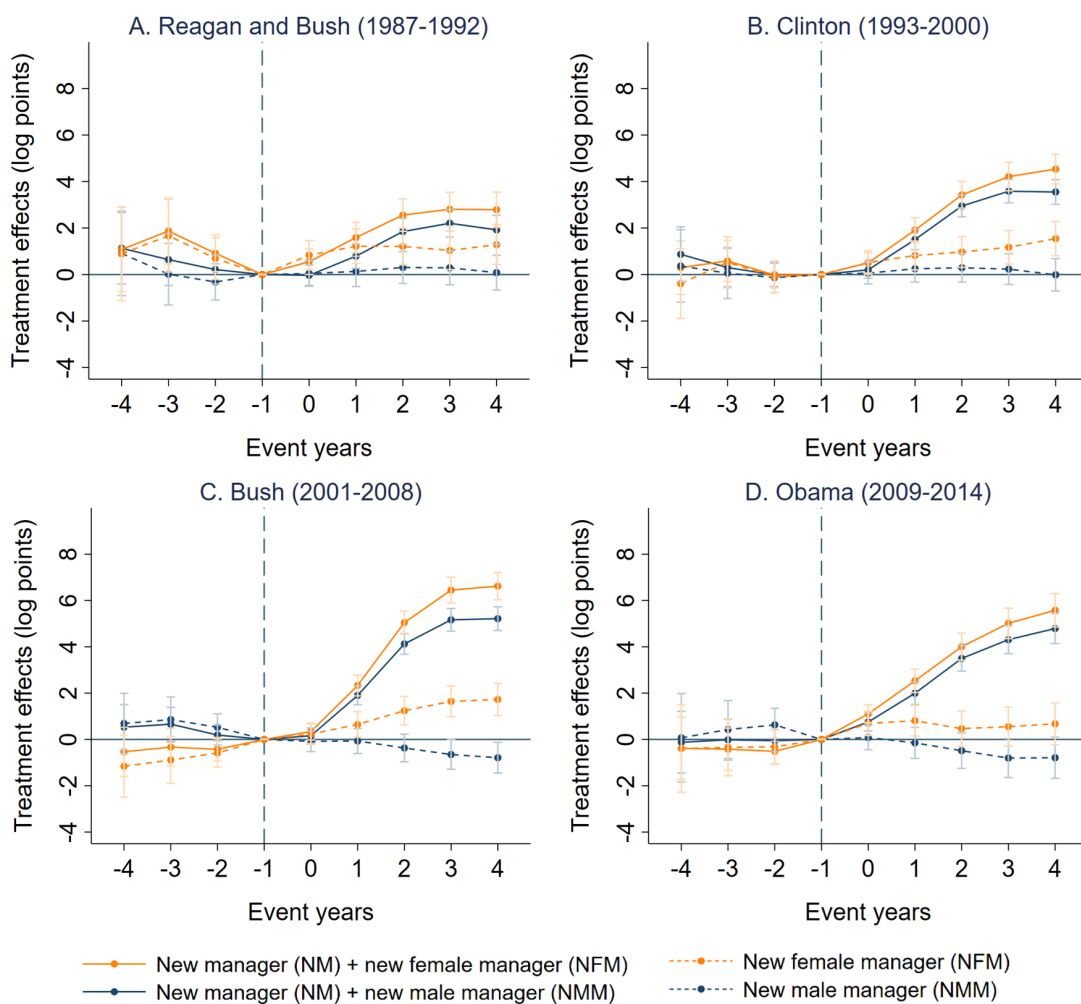 A. Reagan and Bush (1987-1992)
Treatment effects (log points)
8
6
4
2
0
-2
-4
-4 -3 -2 -1 0 1 2 3 4
Event years
B. Clinton (1993-2000)
Treatment effects (log points)
8
6
4
2
0
-2
-4
-4 -3 -2 -1 0 1 2 3 4
Event years
C. Bush (2001-2008)
Treatment effects (log points)
8
6
4
2
0
-2
-4
-4 -3 -2 -1 0 1 2 3 4
Event years
D. Obama (2009-2014)
Treatment effects (log points)
8
6
4
2
0
-2
-4
-4 -3 -2 -1 0 1 2 3 4
Event years
New manager (NM) + new female manager (NFM)
New female manager (NFM)
New manager (NM) + new male manager (NMM)
New male manager (NMM)